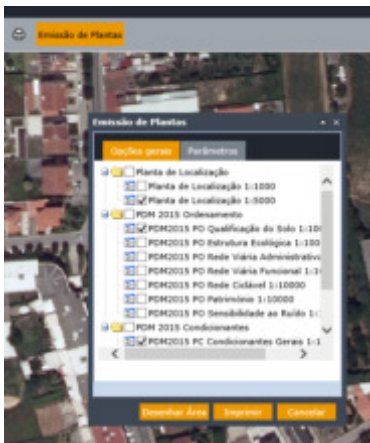 Emissão de Plantas
Emissão de Plantas
Opções gerais Parâmetros
Planta de Localização
Planta de Localização 1:1000
Planta de Localização 1:5000
PDM 2015 Ordenamento
PDM2015 PO Qualificação do Solo 1:100
PDM2015 PO Estrutura Ecológica 1:100
PDM2015 PO Rede Viária Administrativa
PDM2015 PO Rede Viária Funcional 1:1
PDM2015 PO Rede Ciclável 1:10000
PDM2015 PO Património 1:10000
PDM2015 PO Sensibilidade ao Ruído 1:
PDM 2015 Condicionantes
PDM2015 PC Condicionantes Gerais 1:1
Desenhar Área Imprimir Cancelar